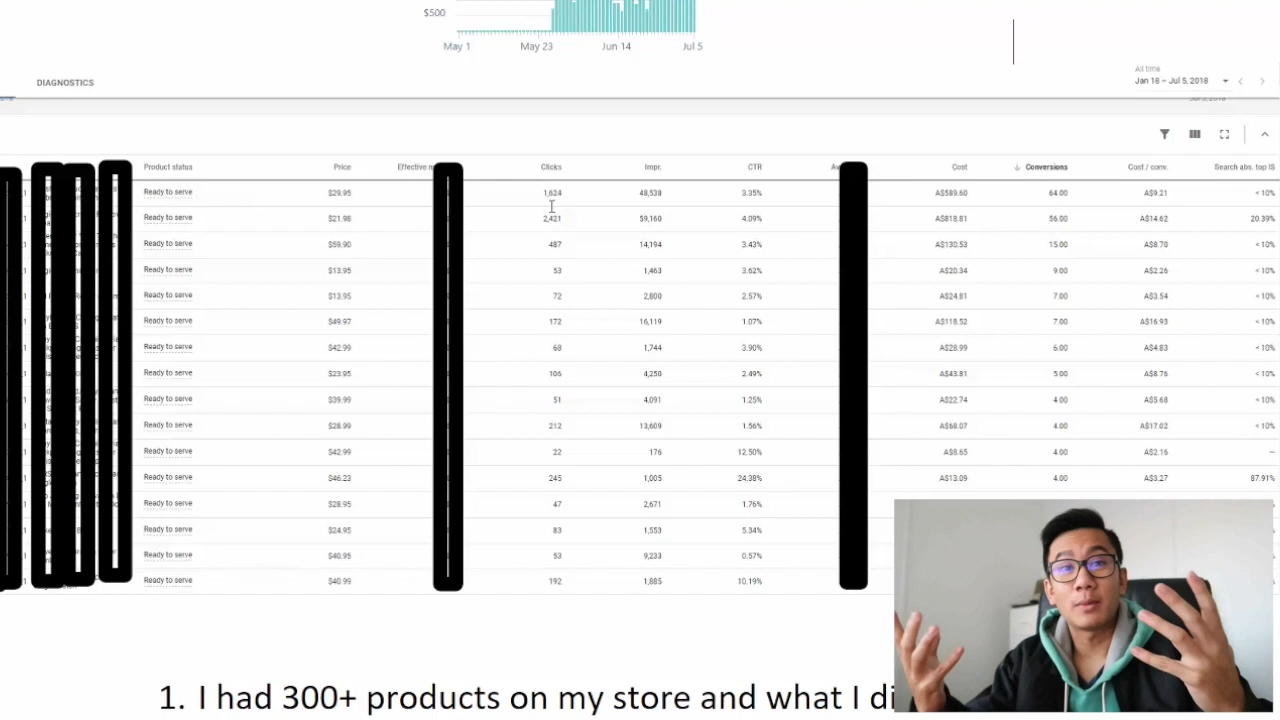 $500
May 1 May 23 Jun 14 Jul 5
All time
DIAGNOSTICS Jan 18 – Jul 5, 2018
Product status Price Effective Clicks Impr. CTR Cost Conversions Cost / conv. Search abs. top IS
Ready to serve $29.95 1,624 48,538 3.35% A$589.60 64.00 A$9.21 < 10%
Ready to serve $21.98 2,421 59,160 4.09% A$818.81 56.00 A$14.62 20.39%
Ready to serve $59.90 487 14,194 3.43% A$130.53 15.00 A$8.70 < 10%
Ready to serve $13.95 53 1,463 3.62% A$20.34 9.00 A$2.26 < 10%
Ready to serve $13.95 72 2,800 2.57% A$24.81 7.00 A$3.54 < 10%
Ready to serve $49.97 172 16,119 1.07% A$118.52 7.00 A$16.93 < 10%
Ready to serve $42.99 68 1,744 3.90% A$28.99 6.00 A$4.83 < 10%
Ready to serve $23.95 106 4,250 2.49% A$43.81 5.00 A$8.76 < 10%
Ready to serve $39.99 51 4,091 1.25% A$22.74 4.00 A$5.68 < 10%
Ready to serve $28.99 212 13,609 1.56% A$68.07 4.00 A$17.02 < 10%
Ready to serve $42.99 22 176 12.50% A$8.65 4.00 A$2.16 –
Ready to serve $46.23 245 1,005 24.38% A$13.09 4.00 A$3.27 87.91%
Ready to serve $28.95 47 2,671 1.76%
Ready to serve $24.95 83 1,553 5.34%
Ready to serve $40.95 53 9,233 0.57%
Ready to serve $40.99 192 1,885 10.19%
1. I had 300+ products on my store and what I di